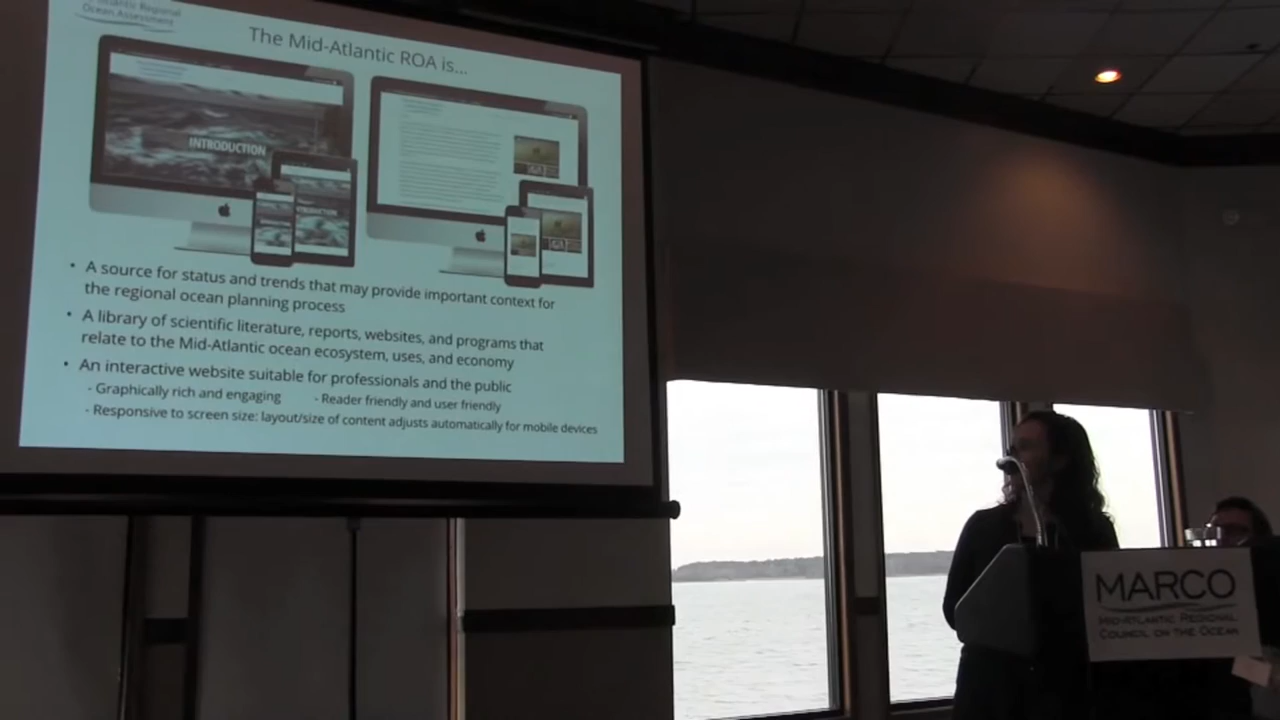 Atlantic Regional
Ocean Assessment
The Mid-Atlantic ROA is...
INTRODUCTION
• A source for status and trends that may provide important context for
the regional ocean planning process
• A library of scientific literature, reports, websites, and programs that
relate to the Mid-Atlantic ocean ecosystem, uses, and economy
• An interactive website suitable for professionals and the public
- Graphically rich and engaging - Reader friendly and user friendly
- Responsive to screen size: layout/size of content adjusts automatically for mobile devices
MARCO
MID-ATLANTIC REGIONAL
COUNCIL ON THE OCEAN